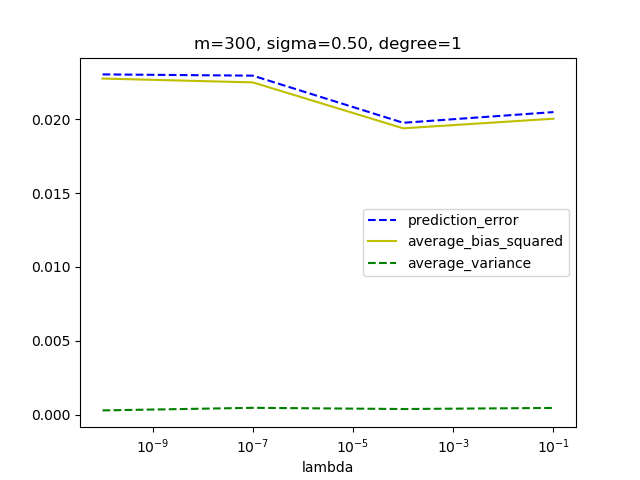 m=300, sigma=0.50, degree=1
0.020
0.015
0.010
0.005
0.000
prediction_error
average_bias_squared
average_variance
10⁻⁹ 10⁻⁷ 10⁻⁵ 10⁻³ 10⁻¹
lambda